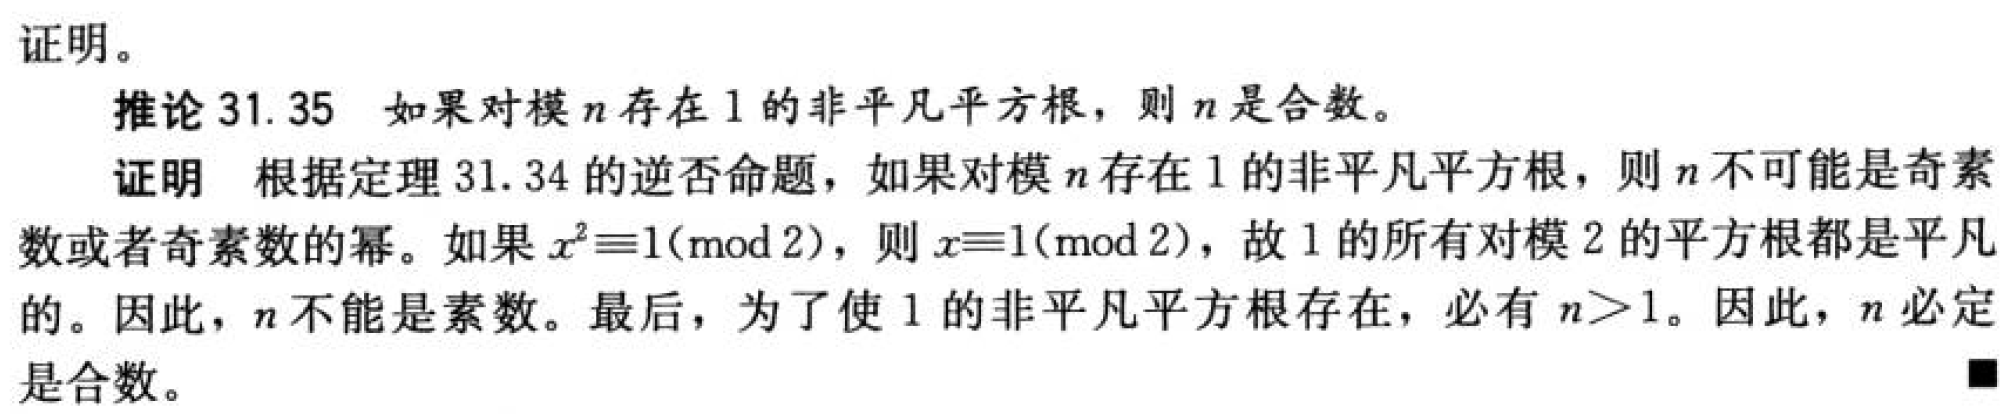 证明。
推论 31.35 如果对模 n 存在 1 的非平凡平方根，则 n 是合数。
证明 根据定理 31.34 的逆否命题，如果对模 n 存在 1 的非平凡平方根，则 n 不可能是奇素
数或者奇素数的幂。如果 x²≡1(mod 2)，则 x≡1(mod 2)，故 1 的所有对模 2 的平方根都是平凡
的。因此，n 不能是素数。最后，为了使 1 的非平凡平方根存在，必有 n>1。因此，n 必定
是合数。 ■